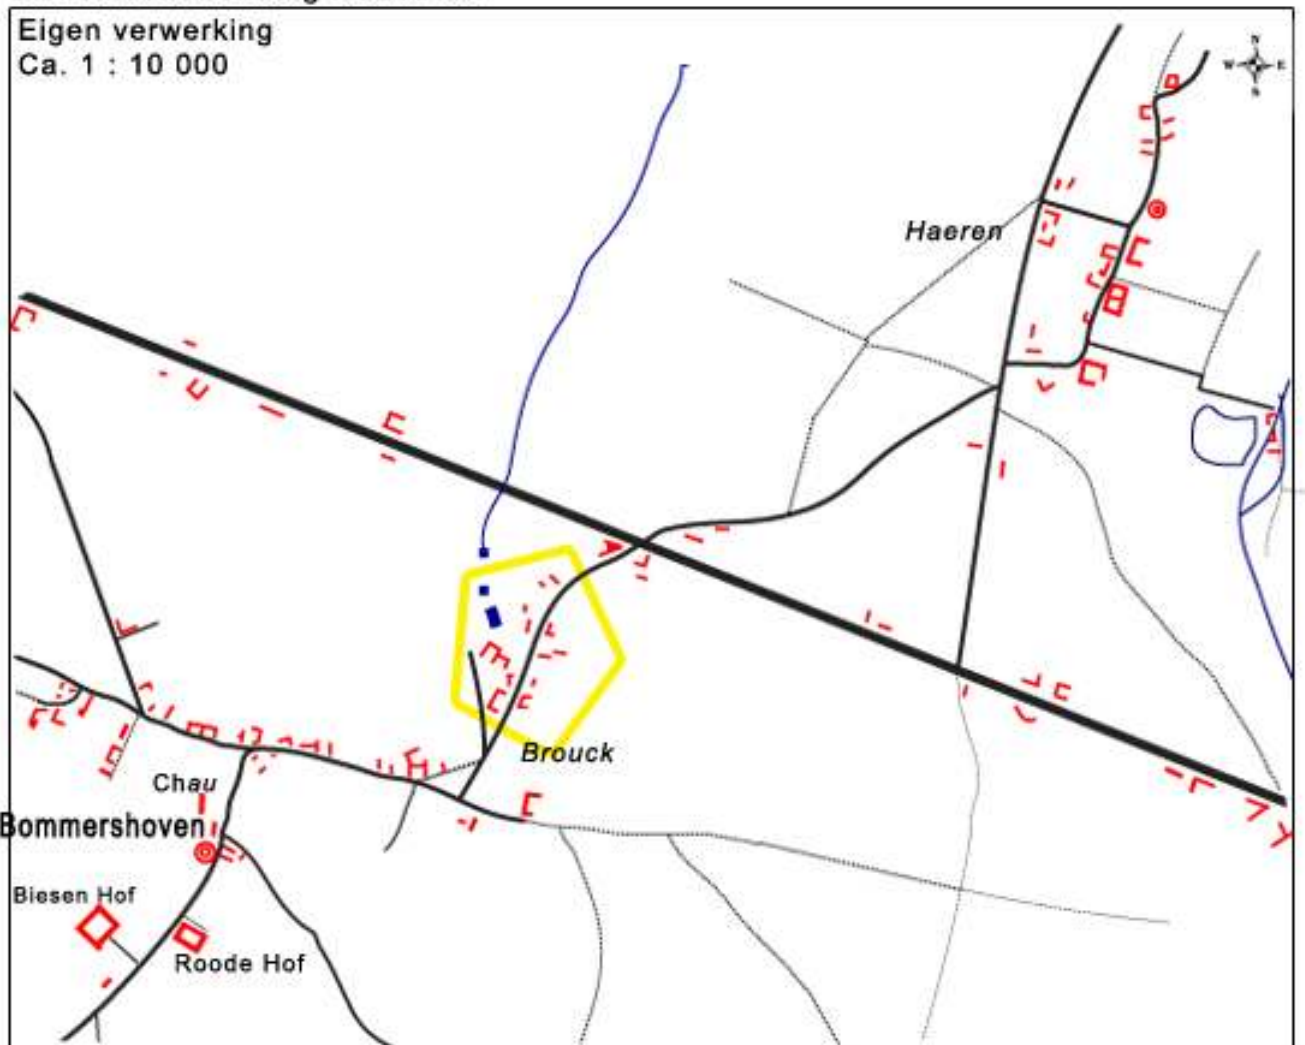 Eigen verwerking
Ca. 1 : 10 000
N
W E
S
Haeren
Brouck
Chau
Bommershoven
Biesen Hof
Roode Hof